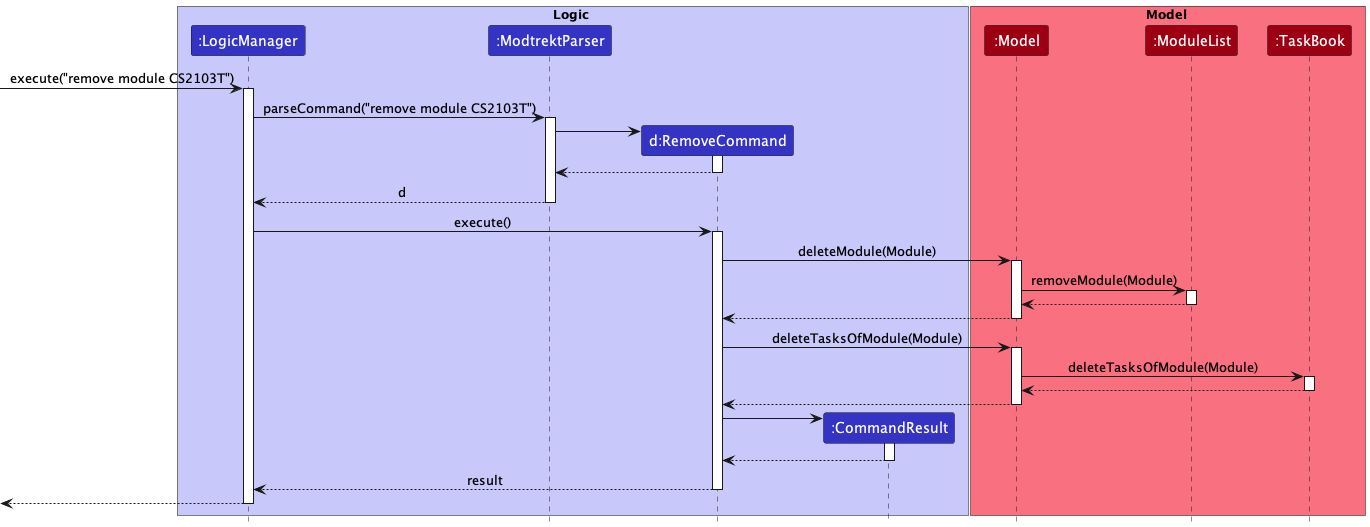 Logic
Model
:LogicManager
:ModtrektParser
:Model
:ModuleList
:TaskBook
execute("remove module CS2103T")
parseCommand("remove module CS2103T")
d:RemoveCommand
d
execute()
deleteModule(Module)
removeModule(Module)
deleteTasksOfModule(Module)
deleteTasksOfModule(Module)
:CommandResult
result